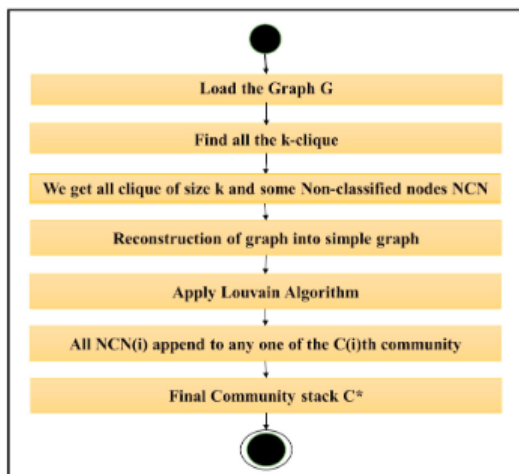 Load the Graph G
Find all the k-clique
We get all clique of size k and some Non-classified nodes NCN
Reconstruction of graph into simple graph
Apply Louvain Algorithm
All NCN(i) append to any one of the C(i)th community
Final Community stack C*